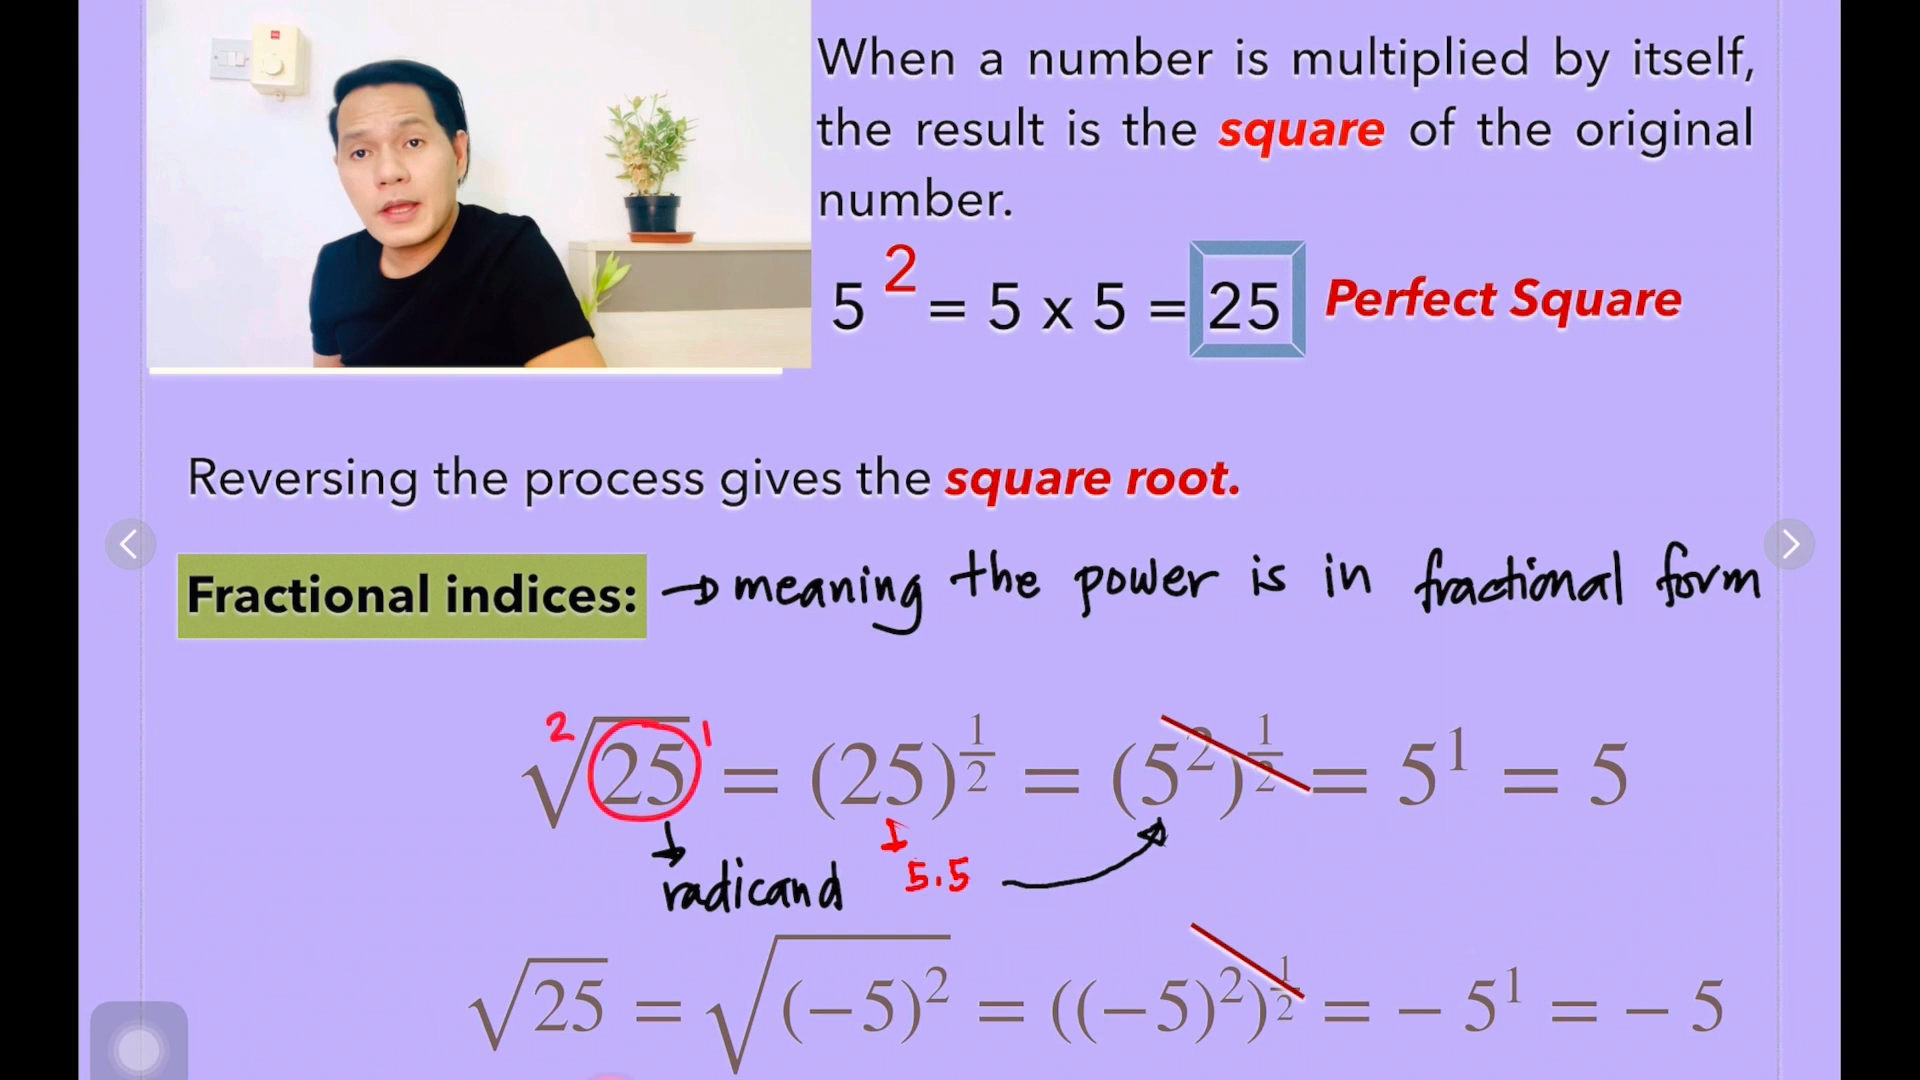 When a number is multiplied by itself,
the result is the square of the original
number.
5² = 5 x 5 = 25 Perfect Square
Reversing the process gives the square root.
Fractional indices: → meaning the power is in fractional form
²√25¹ = (25)^(1/2) = (5²)^(1/2) = 5¹ = 5
radicand 5.5
√25 = √(−5)² = ((−5)²)^(1/2) = − 5¹ = − 5